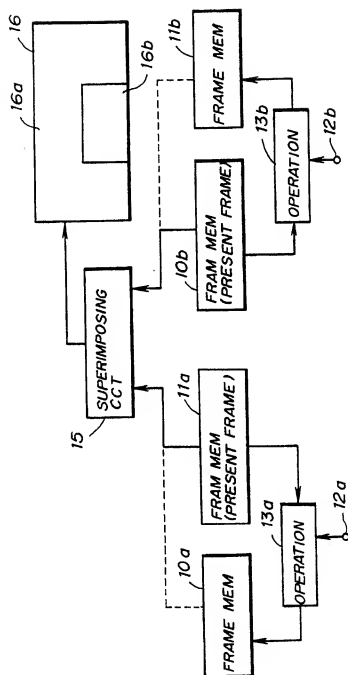 16
16a
16b
SUPERIMPOSING
CCT
15
11b
FRAME MEM
10b
FRAM MEM
(PRESENT FRAME)
13b
OPERATION
12b
11a
FRAM MEM
(PRESENT FRAME)
10a
FRAME MEM
13a
OPERATION
12a